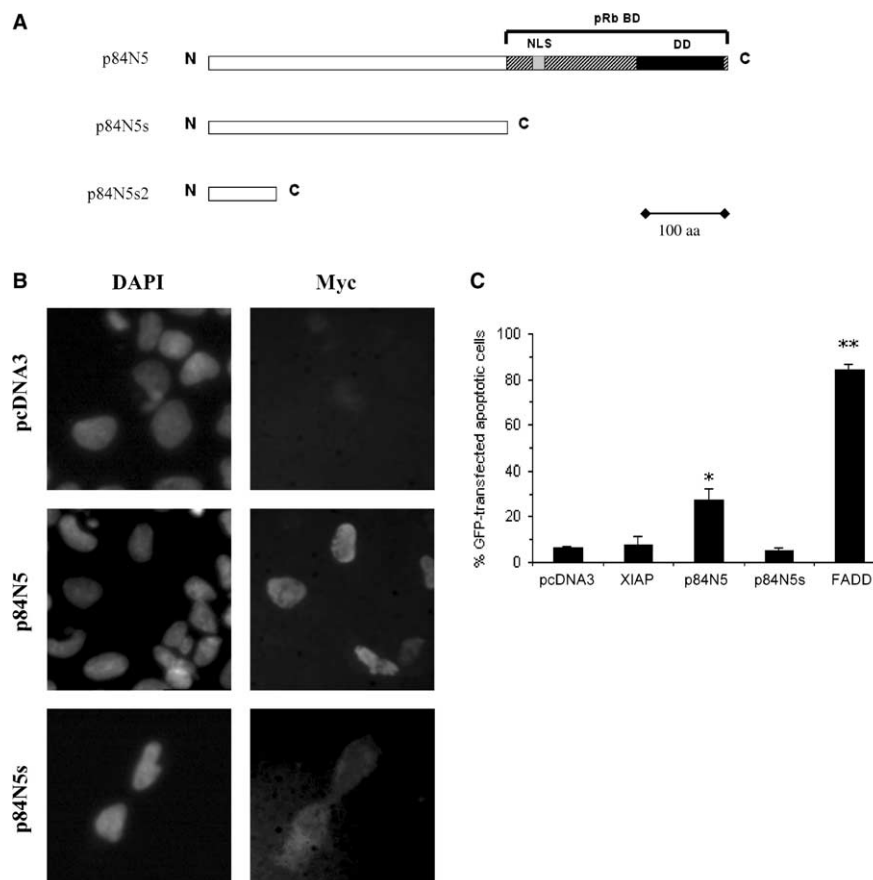 A
pRb BD
NLS DD
p84N5 N C
p84N5s N C
p84N5s2 N C
100 aa
B
DAPI Myc
pcDNA3
p84N5
p84N5s
C
% GFP-transfected apoptotic cells
100
80
60
40
20
0
* **
pcDNA3 XIAP p84N5 p84N5s FADD